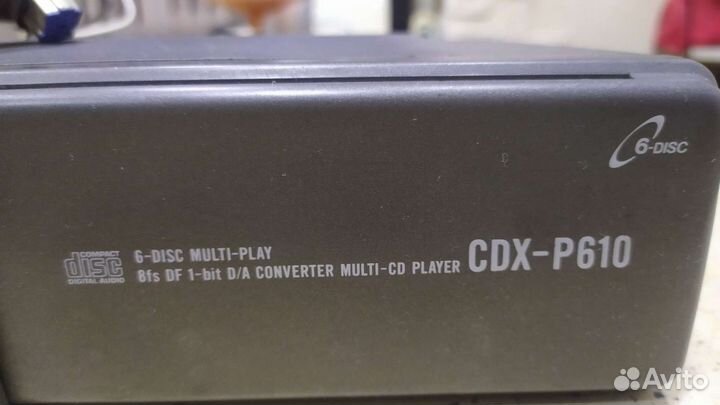 6-DISC
COMPACT
disc
DIGITAL AUDIO
6-DISC MULTI-PLAY
8fs DF 1-bit D/A CONVERTER MULTI-CD PLAYER CDX-P610
Avito